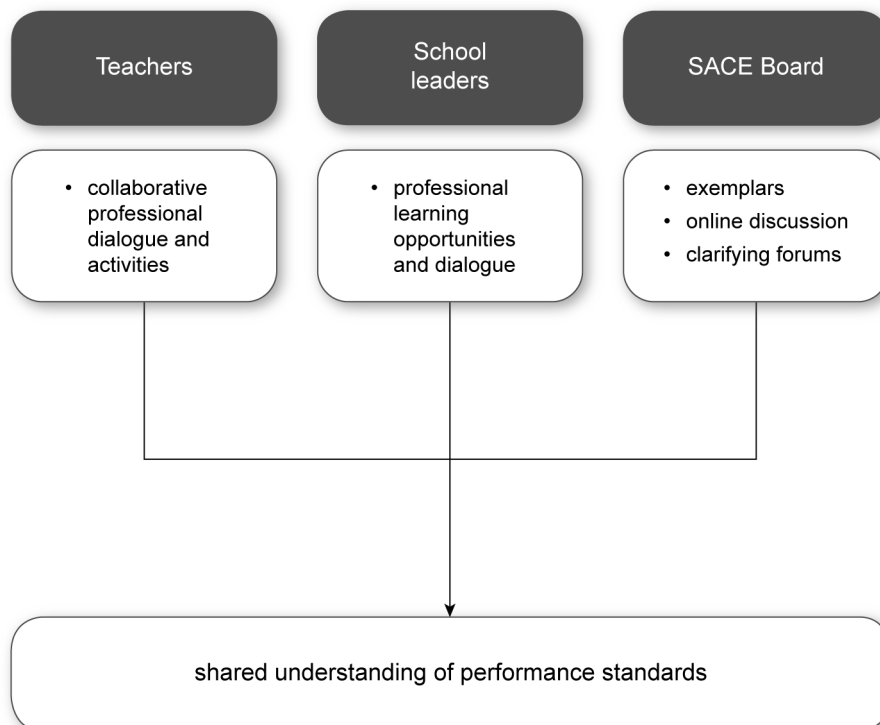 Teachers
School
leaders
SACE Board
• collaborative
professional
dialogue and
activities
• professional
learning
opportunities
and dialogue
• exemplars
• online discussion
• clarifying forums
shared understanding of performance standards